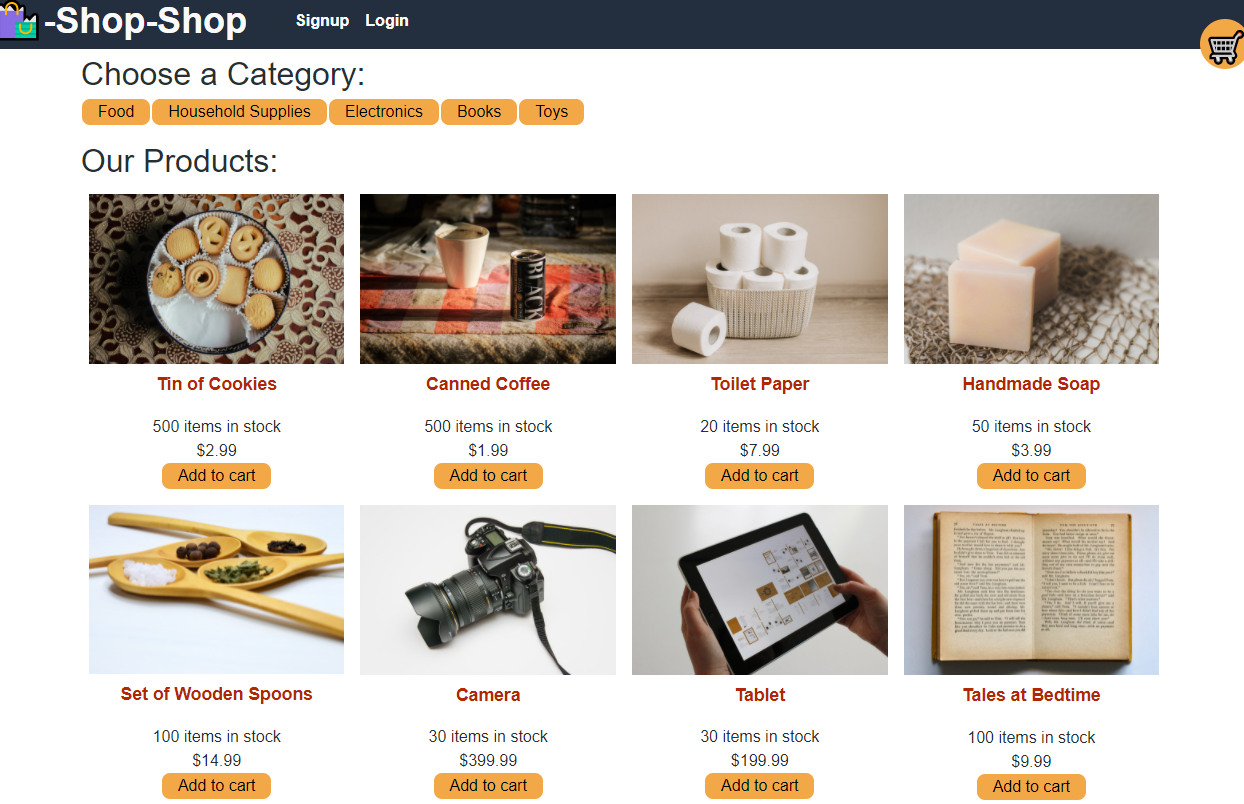 -Shop-Shop
Signup Login
Choose a Category:
Food Household Supplies Electronics Books Toys
Our Products:
BLACK
Tin of Cookies Canned Coffee Toilet Paper Handmade Soap
500 items in stock 500 items in stock 20 items in stock 50 items in stock
$2.99 $1.99 $7.99 $3.99
Add to cart Add to cart Add to cart Add to cart
Set of Wooden Spoons Camera Tablet Tales at Bedtime
100 items in stock 30 items in stock 30 items in stock 100 items in stock
$14.99 $399.99 $199.99 $9.99
Add to cart Add to cart Add to cart Add to cart